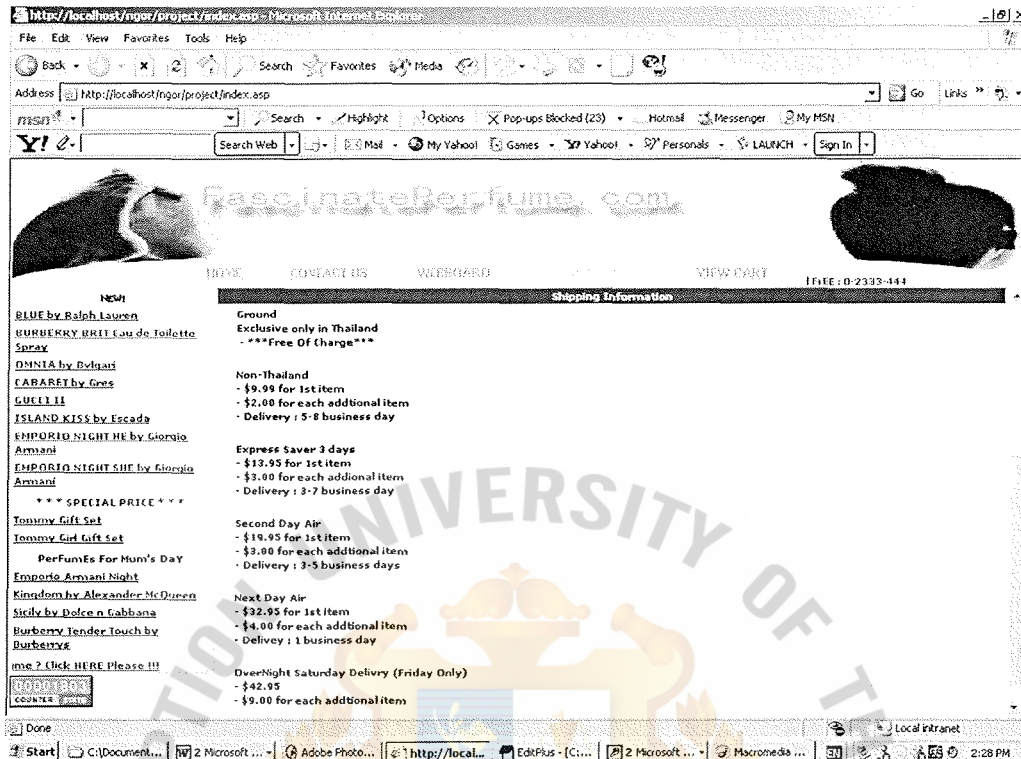 http://localhost/ngor/project/index.asp - Microsoft Internet Explorer
File Edit View Favorites Tools Help
Back Search Favorites Media
Address http://localhost/ngor/project/index.asp Go Links »
msn Search Highlight Options Pop-ups Blocked (23) Hotmail Messenger My MSN
Y! Search Web Mail My Yahoo! Games Yahoo! Personals LAUNCH Sign In
FascinatePerfume.com
HOME CONTACT US WEBBOARD VIEW CART
: 0-2333-444
NEW!
BLUE by Ralph Lauren
BURBERRY BRIT Eau de Toilette
Spray
OMNIA by Bvlgari
CABARET by Gres
GUCCI II
ISLAND KISS by Escada
EMPORIO NIGHT HE by Giorgio
Armani
EMPORIO NIGHT SHE by Giorgio
Armani
* * * SPECIAL PRICE * * *
Tommy Gift Set
Tommy Girl Gift Set
PerFumEs For Mum's DaY
Emporio Armani Night
Kingdom by Alexander McQueen
Sicily by Dolce n Gabbana
Burberry Tender Touch by
Burberrys
me ? Click HERE Please !!!
COUNTER
Shipping Information
Ground
Exclusive only in Thailand
- ***Free Of Charge***
Non-Thailand
- $9.99 for 1st item
- $2.00 for each addtional item
- Delivery : 5-8 business day
Express Saver 3 days
- $13.95 for 1st item
- $3.00 for each addional item
- Delivery : 3-7 business day
Second Day Air
- $19.95 for 1st item
- $3.00 for each addtional item
- Delivery : 3-5 business days
Next Day Air
- $32.95 for 1st item
- $4.00 for each addtional item
- Delivey : 1 business day
OverNight Saturday Delivry (Friday Only)
- $42.95
- $9.00 for each addtional item
Done Local intranet
Start C:\Document... 2 Microsoft ... Adobe Photo... http://local... EditPlus - [C:... 2 Microsoft ... Macromedia ... 2:28 PM
UNIVERSITY OF